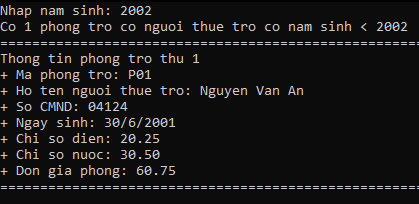 Nhap nam sinh: 2002
Co 1 phong tro co nguoi thue tro co nam sinh < 2002
====================================================
Thong tin phong tro thu 1
+ Ma phong tro: P01
+ Ho ten nguoi thue tro: Nguyen Van An
+ So CMND: 04124
+ Ngay sinh: 30/6/2001
+ Chi so dien: 20.25
+ Chi so nuoc: 30.50
+ Don gia phong: 60.75
====================================================